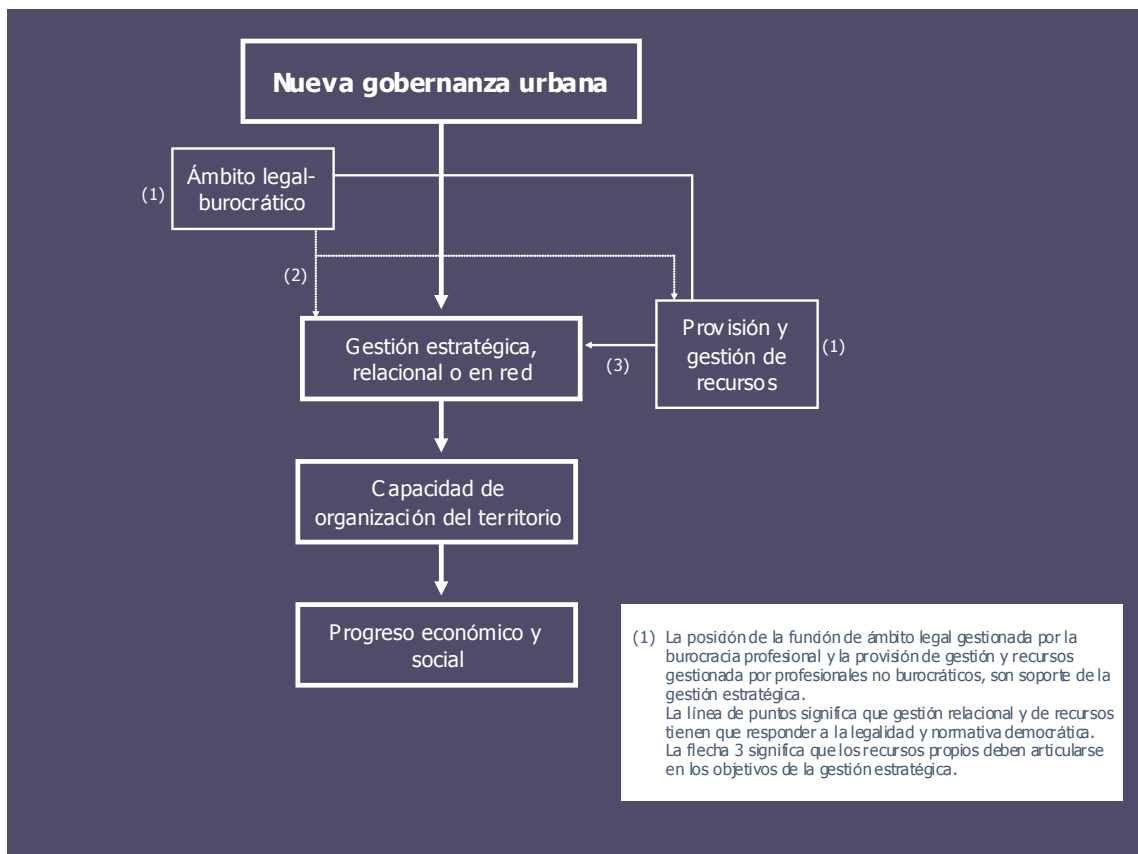 Nueva gobernanza urbana
(1)
Ámbito legal-
burocrático
(2)
Gestión estratégica,
relacional o en red
(3)
Provisión y
gestión de
recursos
(1)
Capacidad de
organización del territorio
Progreso económico y
social
(1) La posición de la función de ámbito legal gestionada por la
burocracia profesional y la provisión de gestión y recursos
gestionada por profesionales no burocráticos, son soporte de la
gestión estratégica.
La línea de puntos significa que gestión relacional y de recursos
tienen que responder a la legalidad y normativa democrática.
La flecha 3 significa que los recursos propios deben articularse
en los objetivos de la gestión estratégica.